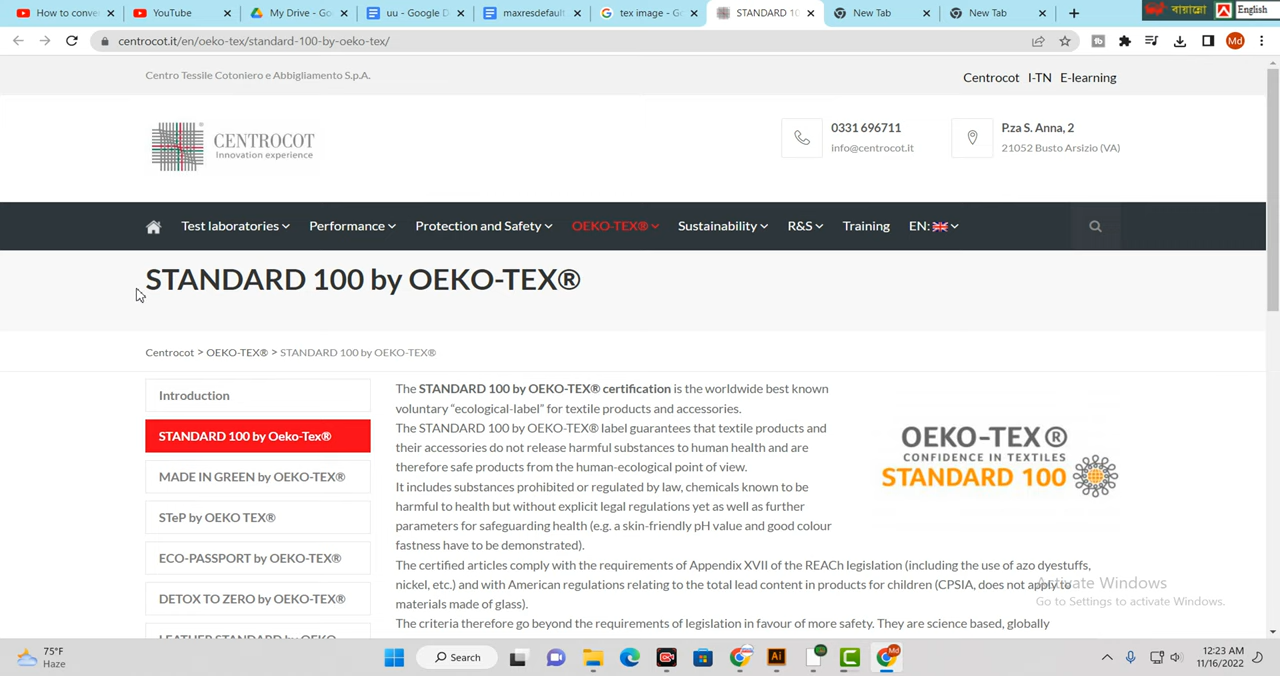 How to conve
YouTube
My Drive - Go
uu - Google D
maxresdefault
tex image - Go
STANDARD 10
New Tab
New Tab
বায়ান্নো
English
centrocot.it/en/oeko-tex/standard-100-by-oeko-tex/
Md
Centro Tessile Cotoniero e Abbigliamento S.p.A.
Centrocot I-TN E-learning
CENTROCOT
Innovation experience
0331 696711
info@centrocot.it
P.za S. Anna, 2
21052 Busto Arsizio (VA)
Test laboratories Performance Protection and Safety OEKO-TEX® Sustainability R&S Training EN:
STANDARD 100 by OEKO-TEX®
Centrocot > OEKO-TEX® > STANDARD 100 by OEKO-TEX®
Introduction
STANDARD 100 by Oeko-Tex®
MADE IN GREEN by OEKO-TEX®
STeP by OEKO TEX®
ECO-PASSPORT by OEKO-TEX®
DETOX TO ZERO by OEKO-TEX®
LEATHER STANDARD by OEKO-
The STANDARD 100 by OEKO-TEX® certification is the worldwide best known
voluntary “ecological-label” for textile products and accessories.
The STANDARD 100 by OEKO-TEX® label guarantees that textile products and
their accessories do not release harmful substances to human health and are
therefore safe products from the human-ecological point of view.
It includes substances prohibited or regulated by law, chemicals known to be
harmful to health but without explicit legal regulations yet as well as further
parameters for safeguarding health (e.g. a skin-friendly pH value and good colour
fastness have to be demonstrated).
The certified articles comply with the requirements of Appendix XVII of the REACh legislation (including the use of azo dyestuffs,
nickel, etc.) and with American regulations relating to the total lead content in products for children (CPSIA, does not apply to
materials made of glass).
The criteria therefore go beyond the requirements of legislation in favour of more safety. They are science based, globally
OEKO-TEX ®
CONFIDENCE IN TEXTILES
STANDARD 100
Activate Windows
Go to Settings to activate Windows.
75°F
Haze
Search
Ai
Md
12:23 AM
11/16/2022